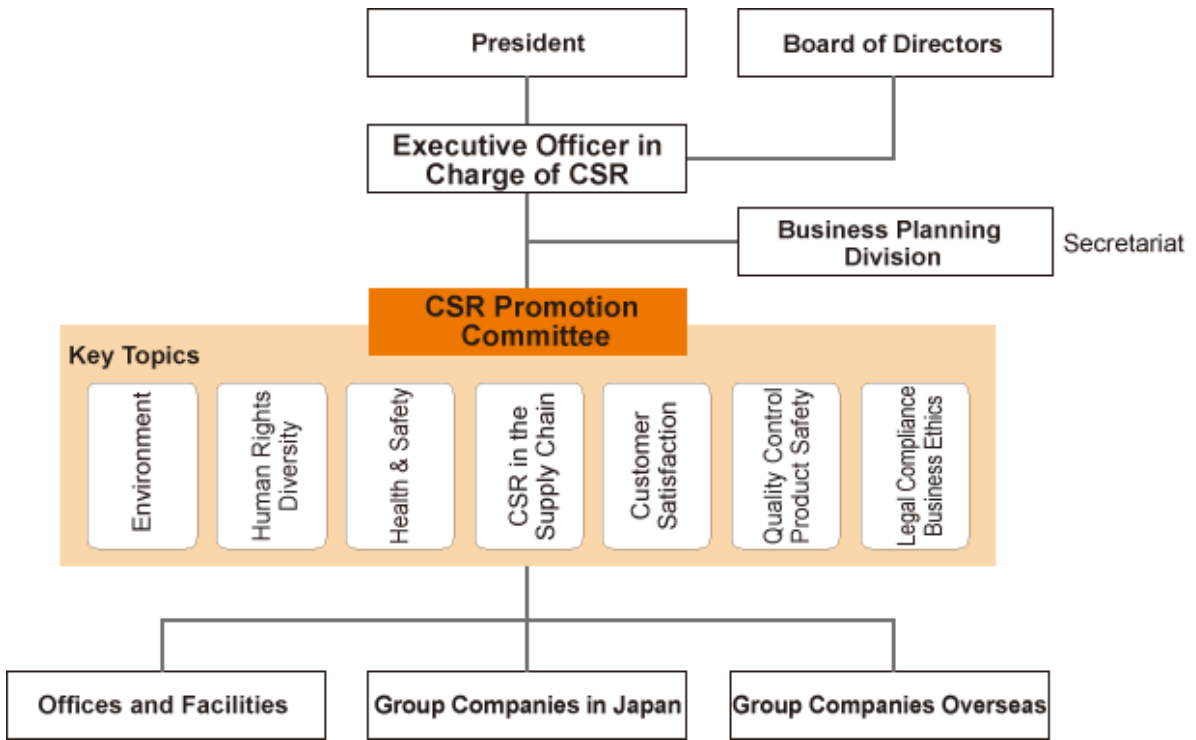 President
Board of Directors
Executive Officer in
Charge of CSR
Business Planning
Division
Secretariat
CSR Promotion
Committee
Key Topics
Environment
Human Rights
Diversity
Health & Safety
CSR in the
Supply Chain
Customer
Satisfaction
Quality Control
Product Safety
Legal Compliance
Business Ethics
Offices and Facilities
Group Companies in Japan
Group Companies Overseas